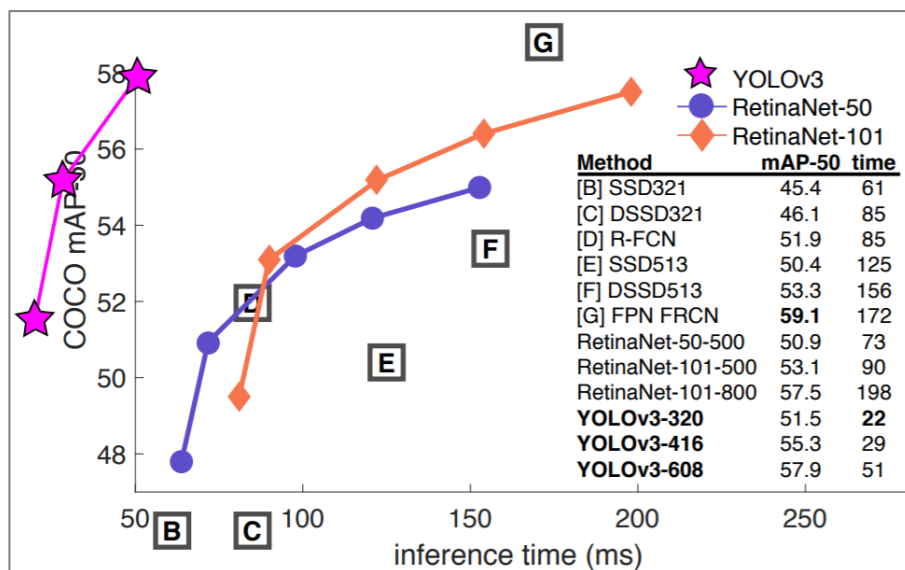 G
58
YOLOv3
RetinaNet-50
RetinaNet-101
56
COCO mAP-50
54
F
D
52
E
50
48
50
100
150
200
250
B
C
inference time (ms)
Method mAP-50 time
[B] SSD321 45.4 61
[C] DSSD321 46.1 85
[D] R-FCN 51.9 85
[E] SSD513 50.4 125
[F] DSSD513 53.3 156
[G] FPN FRCN 59.1 172
RetinaNet-50-500 50.9 73
RetinaNet-101-500 53.1 90
RetinaNet-101-800 57.5 198
YOLOv3-320 51.5 22
YOLOv3-416 55.3 29
YOLOv3-608 57.9 51